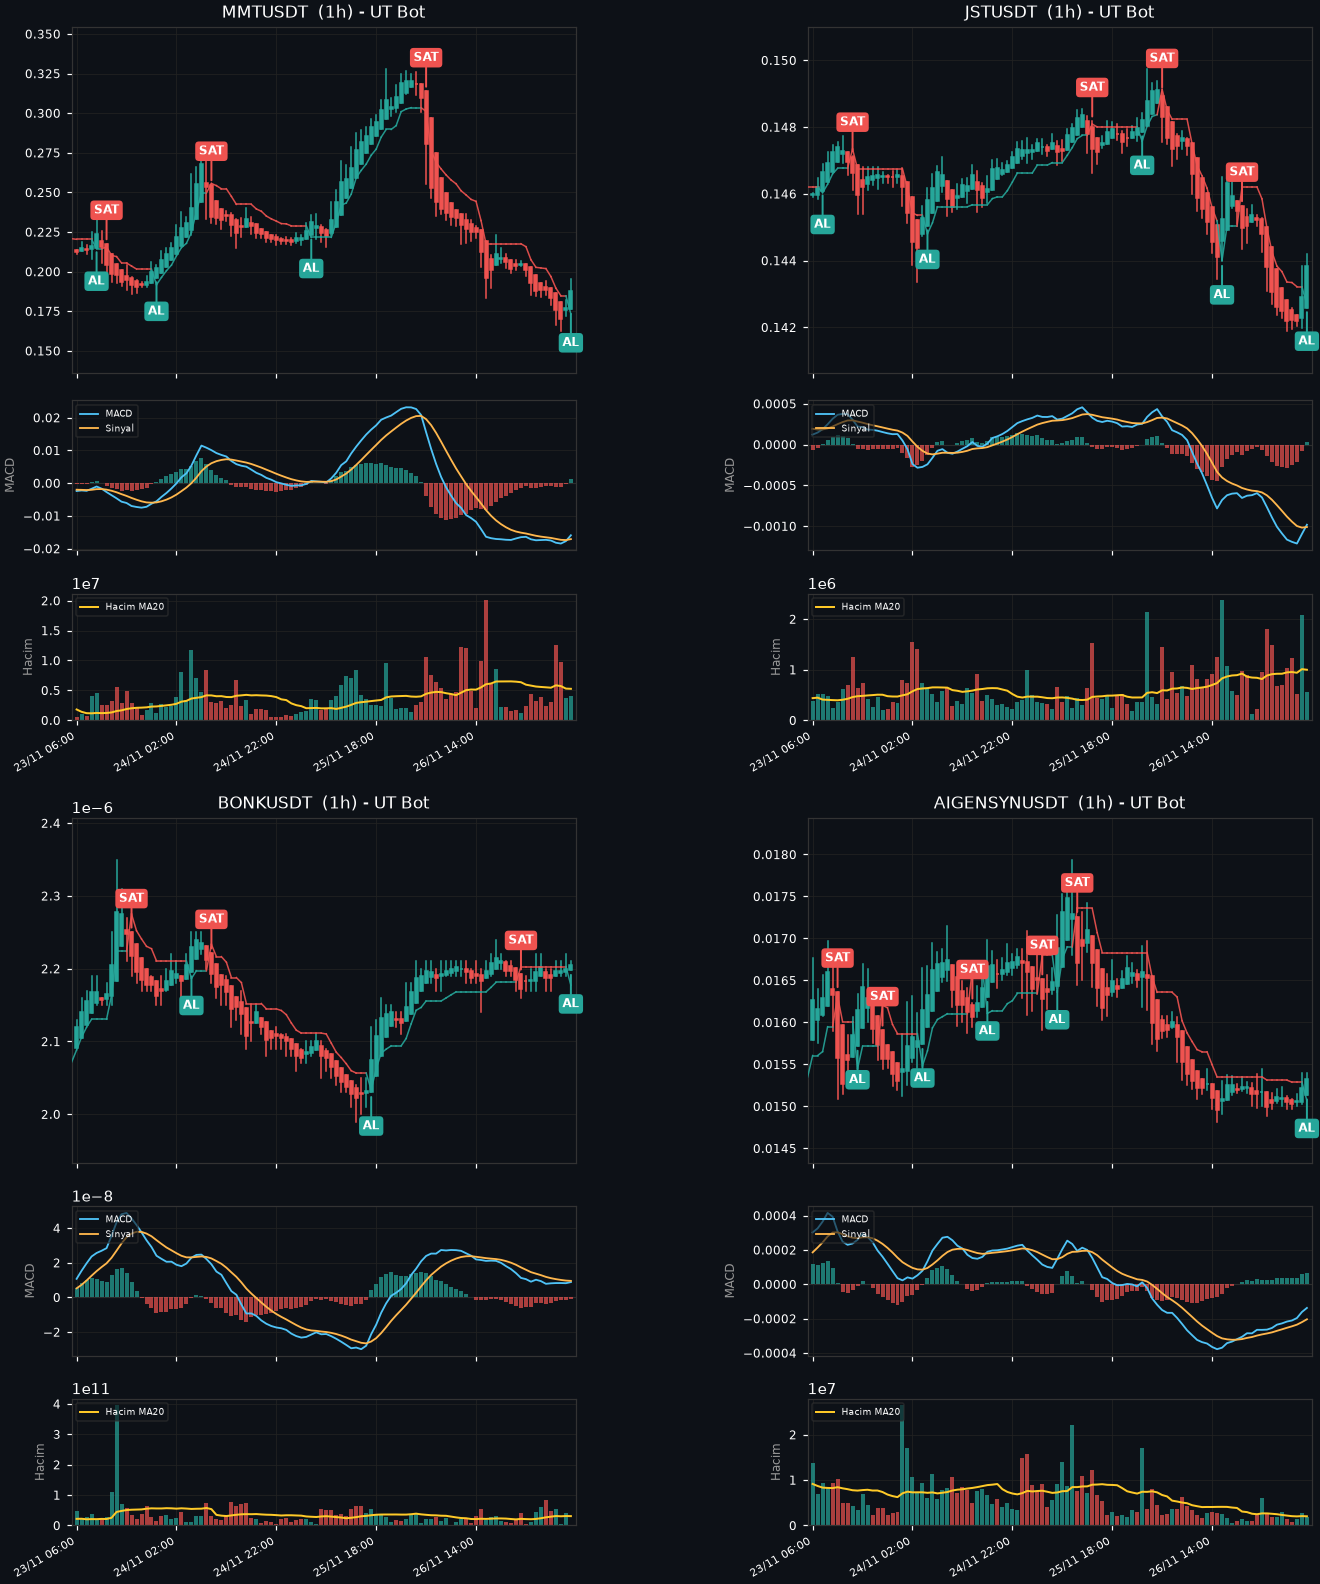 MMTUSDT (1h) - UT Bot
0.350
0.325
0.300
0.275
0.250
0.225
0.200
0.175
0.150
SAT
SAT
SAT
AL
AL
AL
AL
MACD
0.02
0.01
0.00
−0.01
−0.02
MACD
Sinyal
1e7
Hacim
2.0
1.5
1.0
0.5
0.0
Hacim MA20
23/11 06:00
24/11 02:00
24/11 22:00
25/11 18:00
26/11 14:00
JSTUSDT (1h) - UT Bot
0.150
0.148
0.146
0.144
0.142
SAT
SAT
SAT
SAT
AL
AL
AL
AL
AL
MACD
0.0005
0.0000
−0.0005
−0.0010
MACD
Sinyal
1e6
Hacim
2
1
0
Hacim MA20
23/11 06:00
24/11 02:00
24/11 22:00
25/11 18:00
26/11 14:00
BONKUSDT (1h) - UT Bot
1e−6
2.4
2.3
2.2
2.1
2.0
SAT
SAT
SAT
AL
AL
AL
1e−8
MACD
4
2
0
−2
MACD
Sinyal
1e11
Hacim
4
3
2
1
0
Hacim MA20
23/11 06:00
24/11 02:00
24/11 22:00
25/11 18:00
26/11 14:00
AIGENSYNUSDT (1h) - UT Bot
0.0180
0.0175
0.0170
0.0165
0.0160
0.0155
0.0150
0.0145
SAT
SAT
SAT
SAT
SAT
AL
AL
AL
AL
AL
MACD
0.0004
0.0002
0.0000
−0.0002
−0.0004
MACD
Sinyal
1e7
Hacim
2
1
0
Hacim MA20
23/11 06:00
24/11 02:00
24/11 22:00
25/11 18:00
26/11 14:00